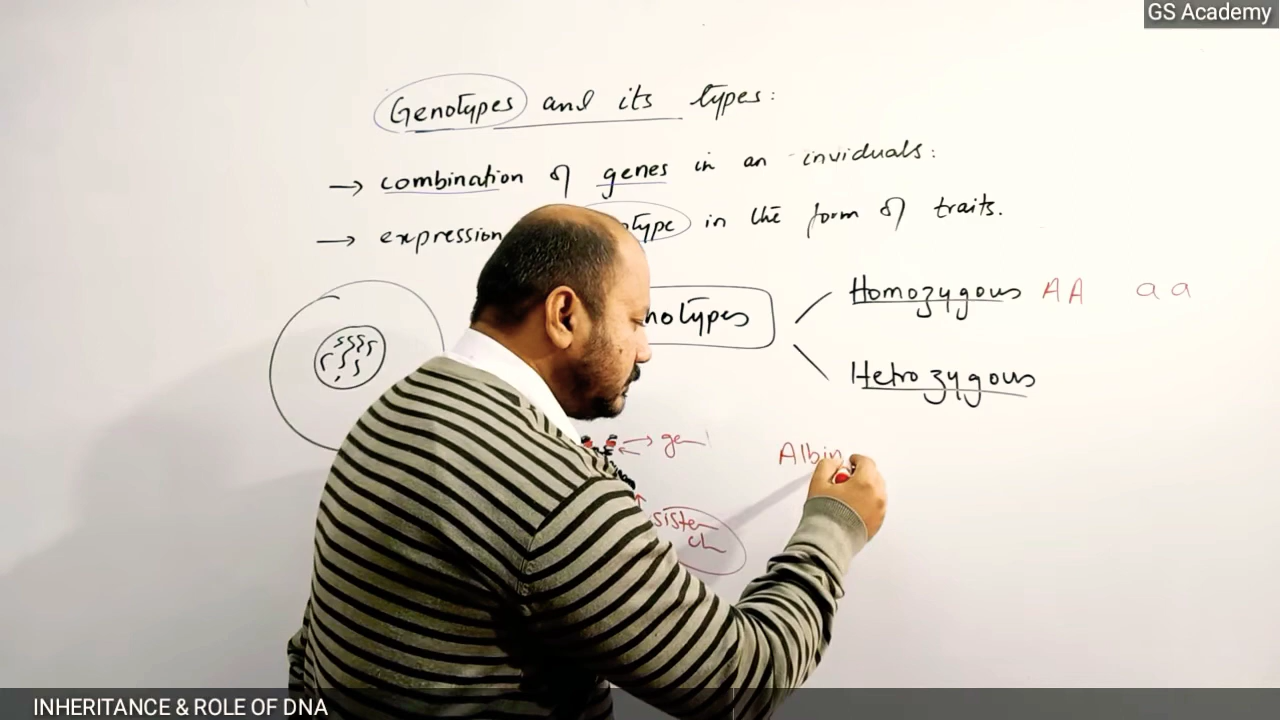 GS Academy
Genotypes and its types:
→ combination of genes in an inviduals:
→ expression otype in the form of traits.
notypes
Homozygous AA aa
Hetrozygous
→ gen
Albin
sister
ch
INHERITANCE & ROLE OF DNA